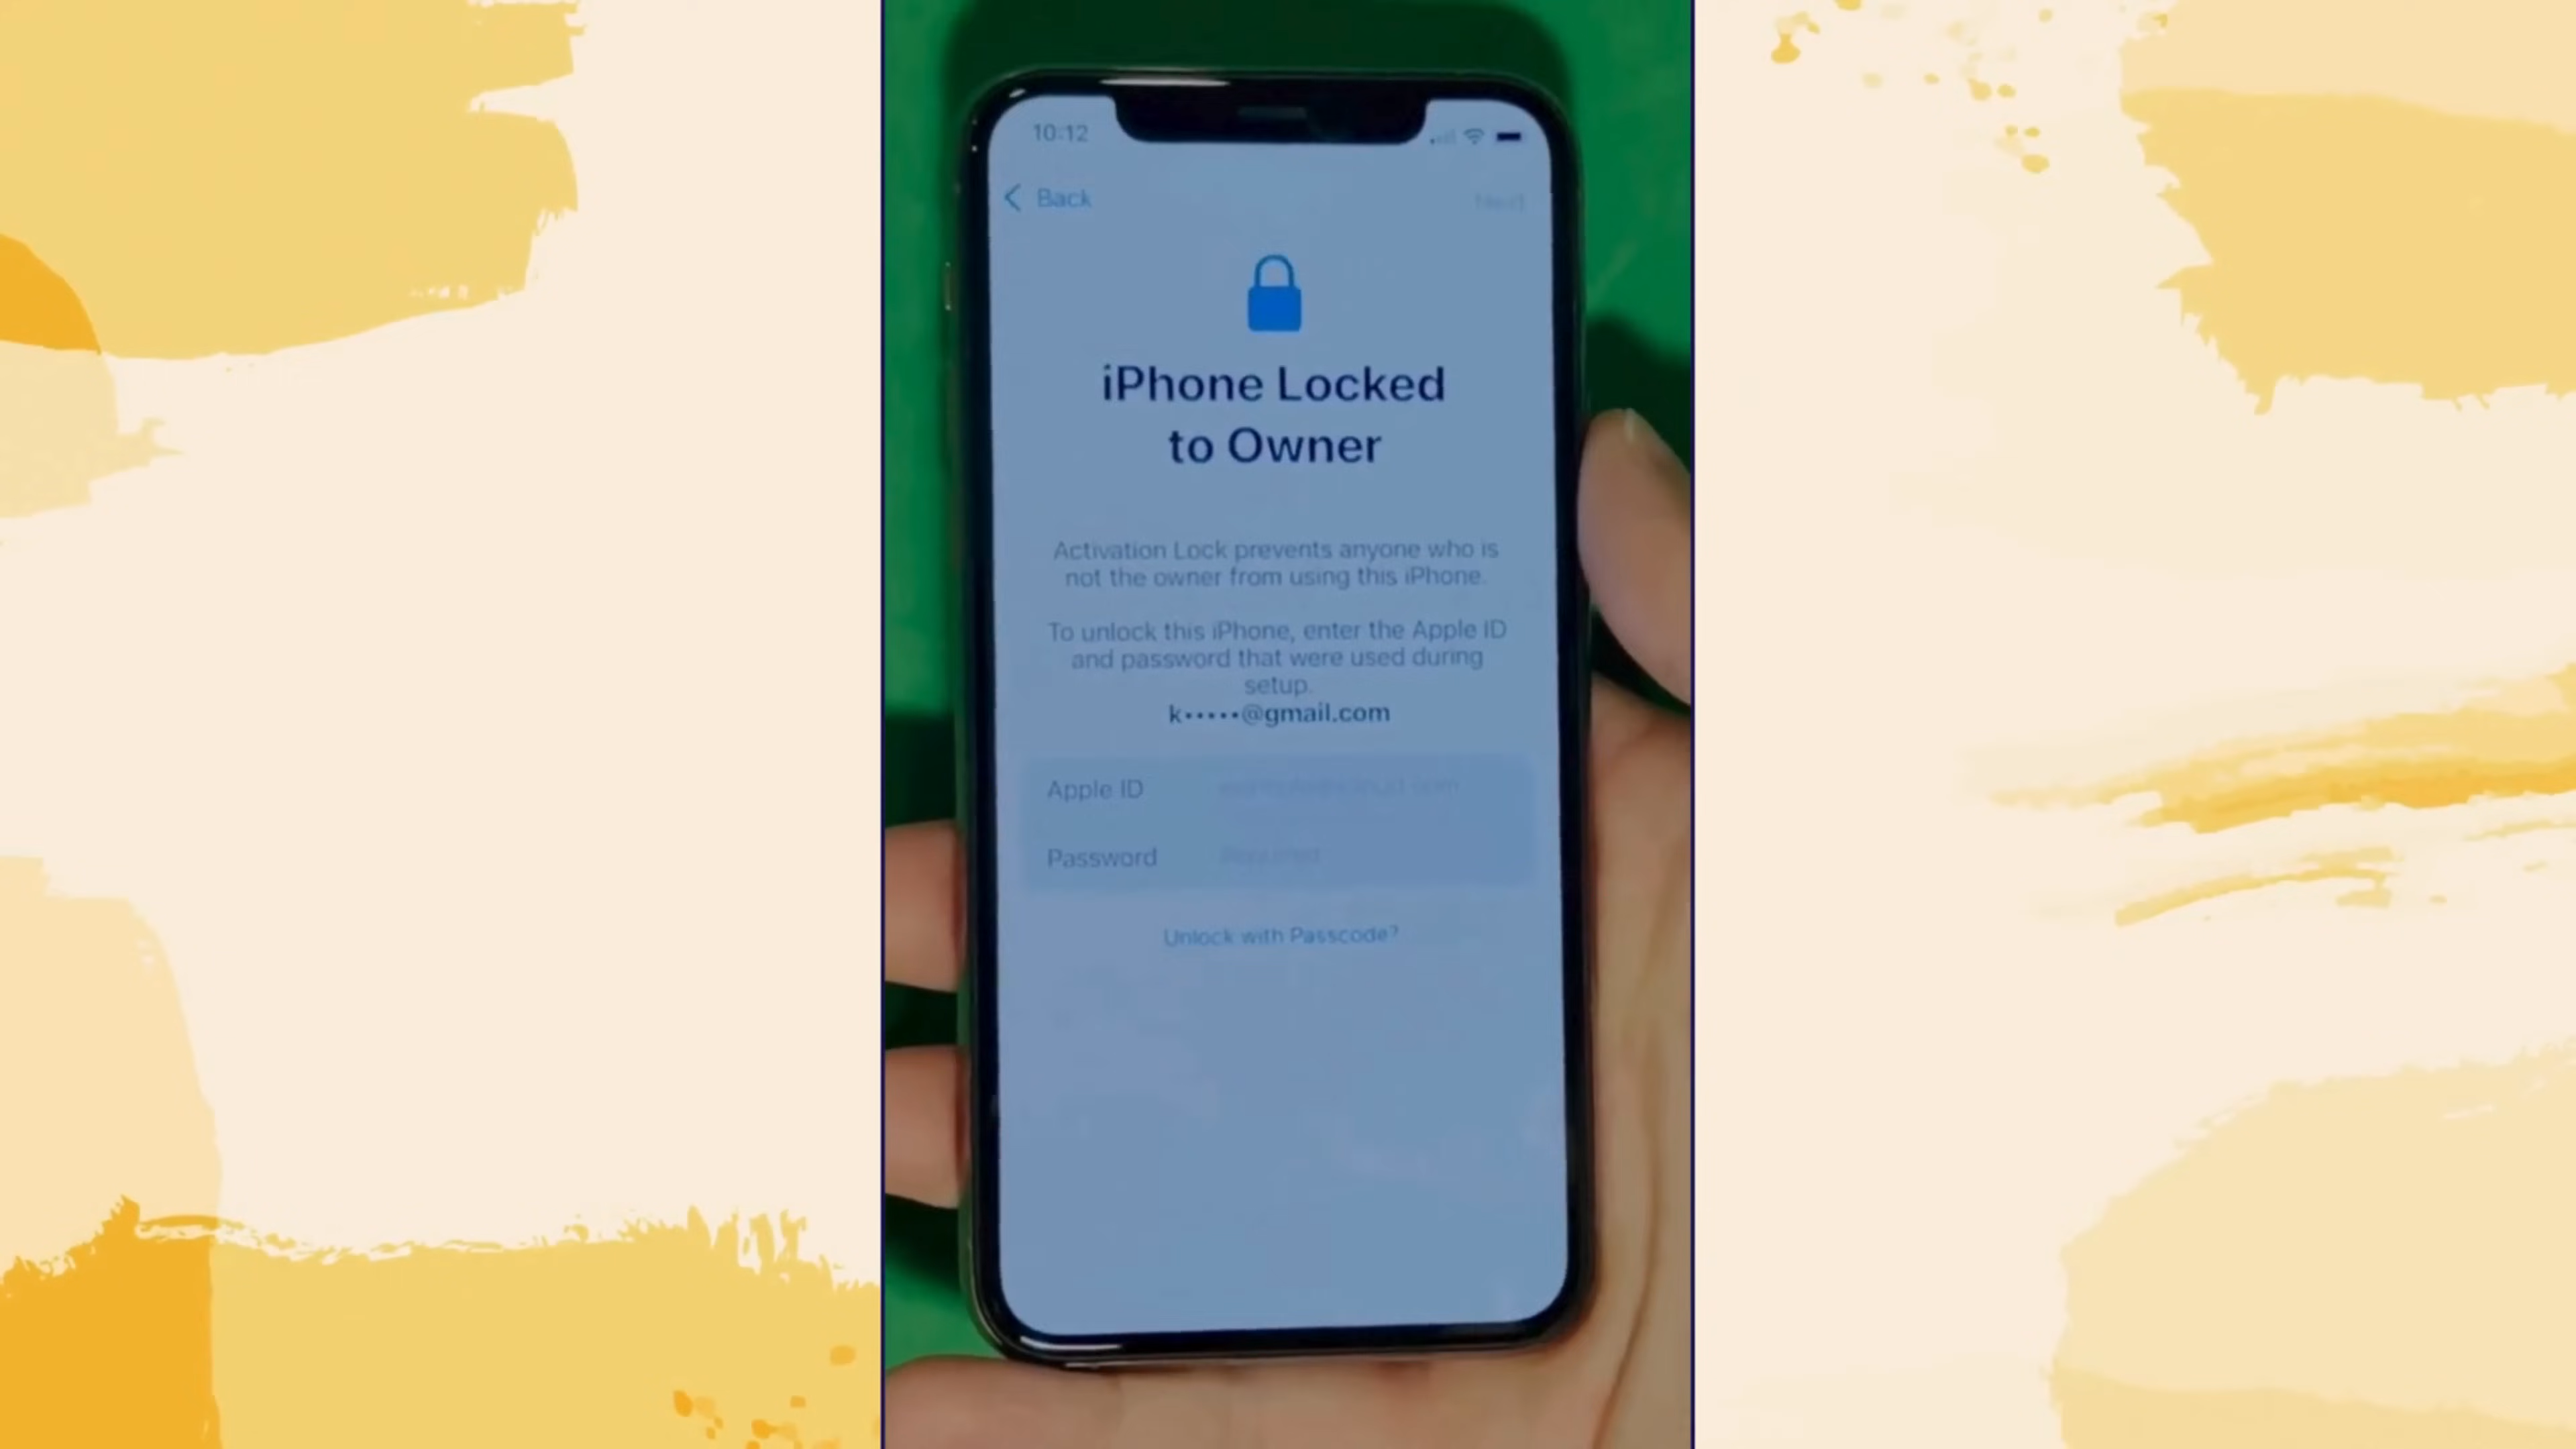 10:12
Back
Next
iPhone Locked
to Owner
Activation Lock prevents anyone who is
not the owner from using this iPhone.
To unlock this iPhone, enter the Apple ID
and password that were used during
setup.
k•••••@gmail.com
Apple ID
Password
Required
Unlock with Passcode?